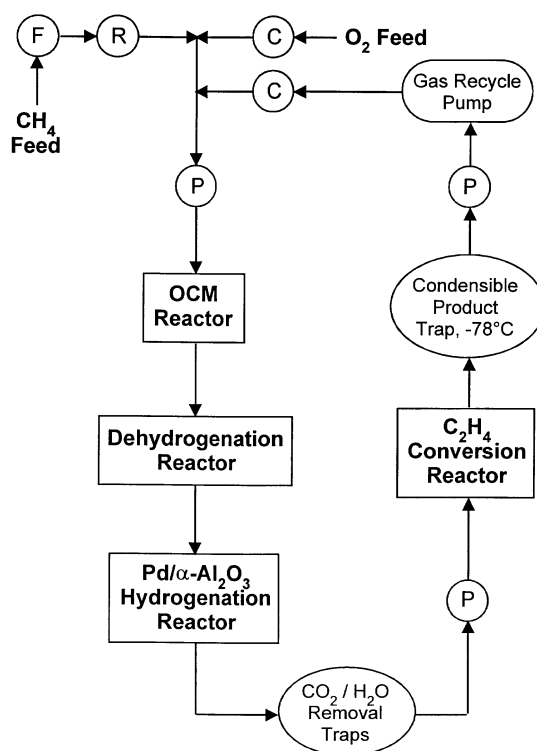 F
R
C
O₂ Feed
CH₄
Feed
C
Gas Recycle
Pump
P
P
OCM
Reactor
Condensible
Product
Trap, -78°C
Dehydrogenation
Reactor
C₂H₄
Conversion
Reactor
Pd/α-Al₂O₃
Hydrogenation
Reactor
P
CO₂ / H₂O
Removal
Traps